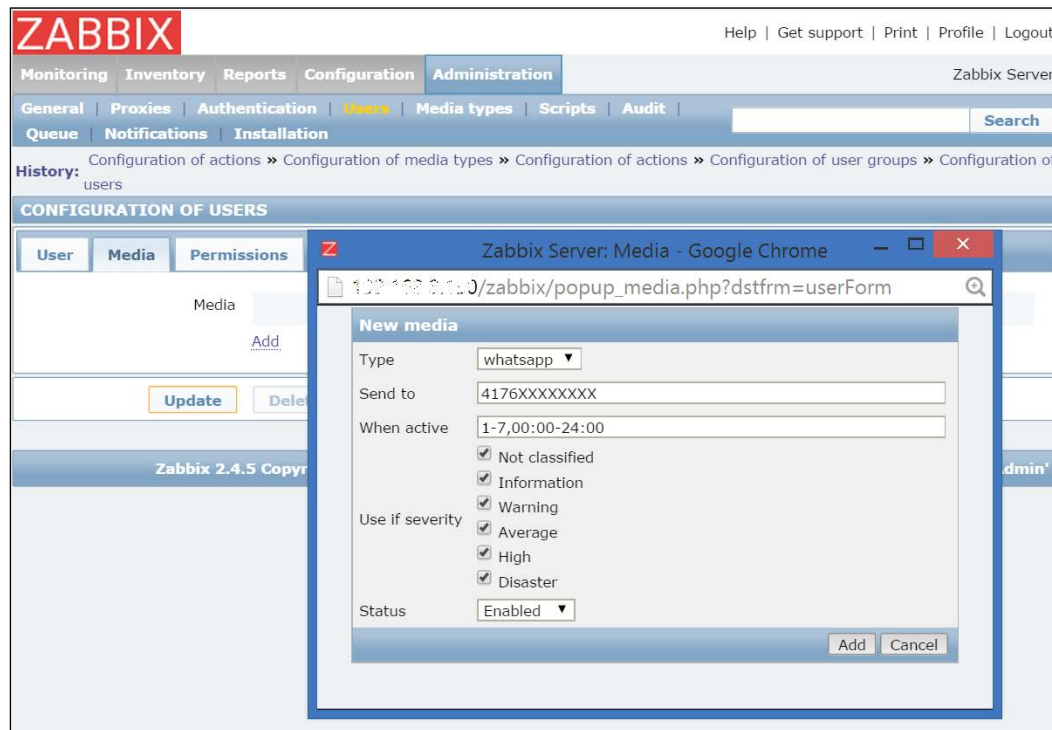 ZABBIX
Help | Get support | Print | Profile | Logout
Monitoring Inventory Reports Configuration Administration
Zabbix Server
General | Proxies | Authentication | Users | Media types | Scripts | Audit |
Queue | Notifications | Installation
Search
History: Configuration of actions » Configuration of media types » Configuration of actions » Configuration of user groups » Configuration of
users
CONFIGURATION OF USERS
User Media Permissions
Media
Add
Update Delet
Zabbix 2.4.5 Copyr
dmin'
Zabbix Server: Media - Google Chrome
0/zabbix/popup_media.php?dstfrm=userForm
New media
Type whatsapp
Send to 4176XXXXXXXX
When active 1-7,00:00-24:00
Use if severity
Not classified
Information
Warning
Average
High
Disaster
Status Enabled
Add Cancel